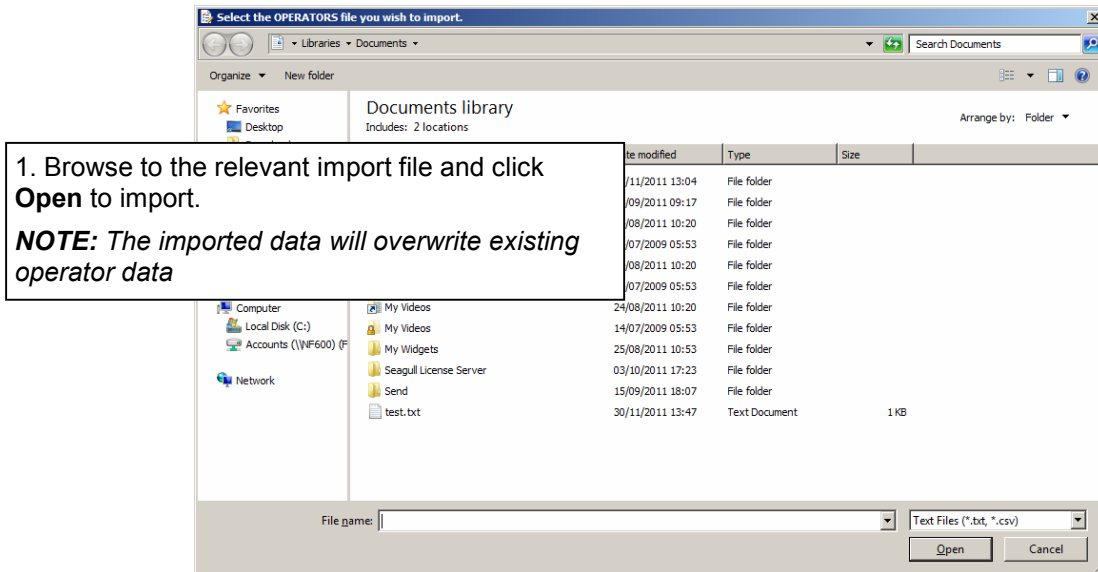 Select the OPERATORS file you wish to import.
Libraries Documents
Search Documents
Organize New folder
Favorites
Desktop
Documents library
Includes: 2 locations
Arrange by: Folder
modified Type Size
1. Browse to the relevant import file and click
Open to import.
NOTE: The imported data will overwrite existing
operator data
/11/2011 13:04 File folder
/09/2011 09:17 File folder
/08/2011 10:20 File folder
/07/2009 05:53 File folder
/08/2011 10:20 File folder
/07/2009 05:53 File folder
Computer My Videos 24/08/2011 10:20 File folder
Local Disk (C:) My Videos 14/07/2009 05:53 File folder
Accounts (\\NF600) (F My Widgets 25/08/2011 10:53 File folder
Seagull License Server 03/10/2011 17:23 File folder
Network
Send 15/09/2011 18:07 File folder
test.txt 30/11/2011 13:47 Text Document 1 KB
File name: Text Files (*.txt, *.csv)
Open Cancel